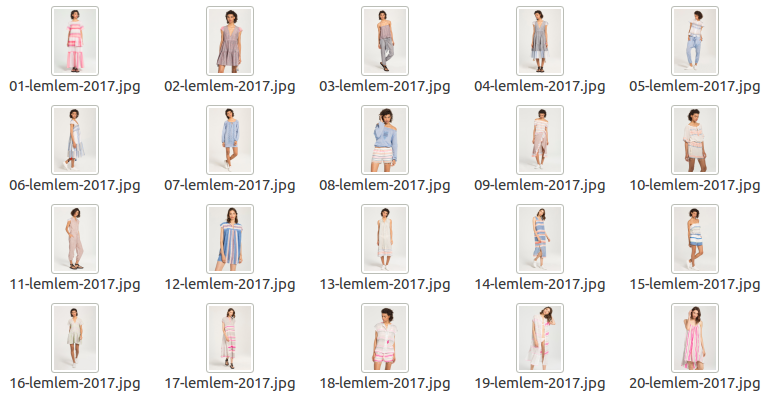 01-lemlem-2017.jpg 02-lemlem-2017.jpg 03-lemlem-2017.jpg 04-lemlem-2017.jpg 05-lemlem-2017.jpg
06-lemlem-2017.jpg 07-lemlem-2017.jpg 08-lemlem-2017.jpg 09-lemlem-2017.jpg 10-lemlem-2017.jpg
11-lemlem-2017.jpg 12-lemlem-2017.jpg 13-lemlem-2017.jpg 14-lemlem-2017.jpg 15-lemlem-2017.jpg
16-lemlem-2017.jpg 17-lemlem-2017.jpg 18-lemlem-2017.jpg 19-lemlem-2017.jpg 20-lemlem-2017.jpg